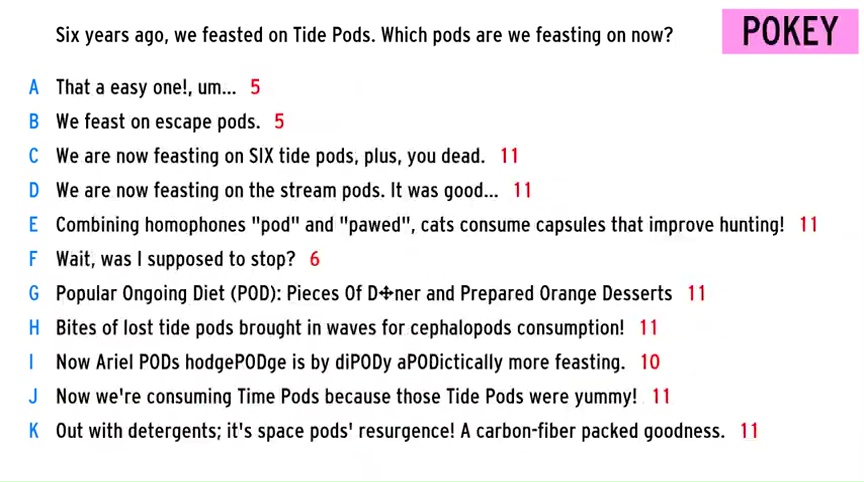 Six years ago, we feasted on Tide Pods. Which pods are we feasting on now?
POKEY
A That a easy one!, um... 5
B We feast on escape pods. 5
C We are now feasting on SIX tide pods, plus, you dead. 11
D We are now feasting on the stream pods. It was good... 11
E Combining homophones "pod" and "pawed", cats consume capsules that improve hunting! 11
F Wait, was I supposed to stop? 6
G Popular Ongoing Diet (POD): Pieces Of D✢ner and Prepared Orange Desserts 11
H Bites of lost tide pods brought in waves for cephalopods consumption! 11
I Now Ariel PODs hodgePODge is by diPODy aPODictically more feasting. 10
J Now we're consuming Time Pods because those Tide Pods were yummy! 11
K Out with detergents; it's space pods' resurgence! A carbon-fiber packed goodness. 11